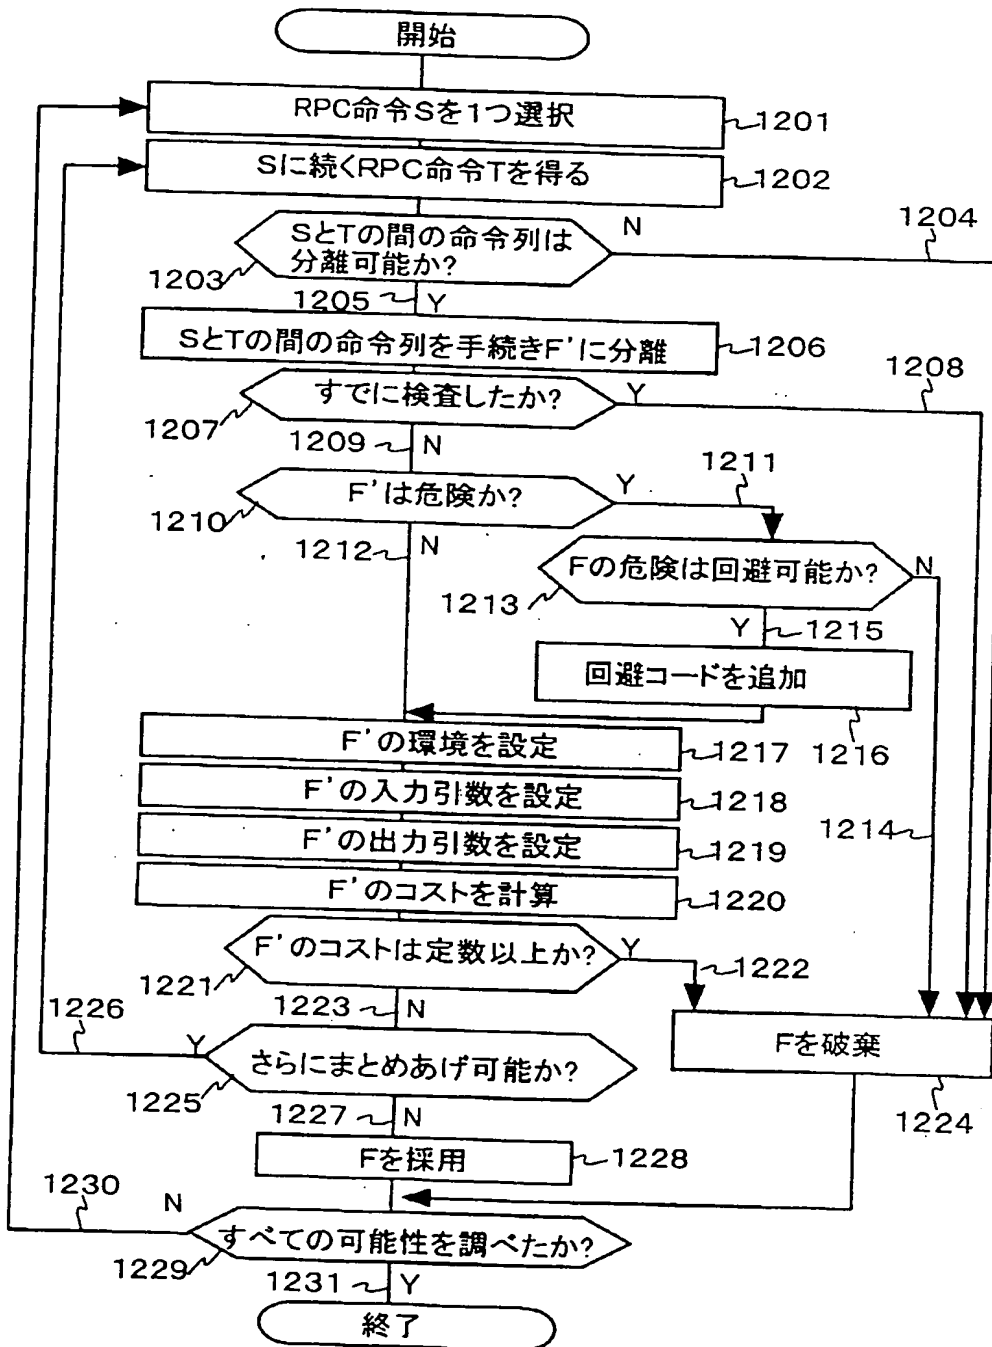 開始
RPC命令Sを1つ選択
1201
Sに続くRPC命令Tを得る
1202
SとTの間の命令列は
分離可能か?
N
1204
1203
1205
Y
SとTの間の命令列を手続きF'に分離
1206
1208
すでに検査したか?
Y
1207
1209
N
1211
F'は危険か?
Y
1210
1212
N
Fの危険は回避可能か?
N
1213
Y
1215
回避コードを追加
1216
F'の環境を設定
1217
F'の入力引数を設定
1218
1214
F'の出力引数を設定
1219
F'のコストを計算
1220
F'のコストは定数以上か?
Y
1222
1221
1223
N
1226
Y
さらにまとめあげ可能か?
Fを破棄
1225
1224
1227
N
Fを採用
1228
1230
N
すべての可能性を調べたか?
1229
1231
Y
終了